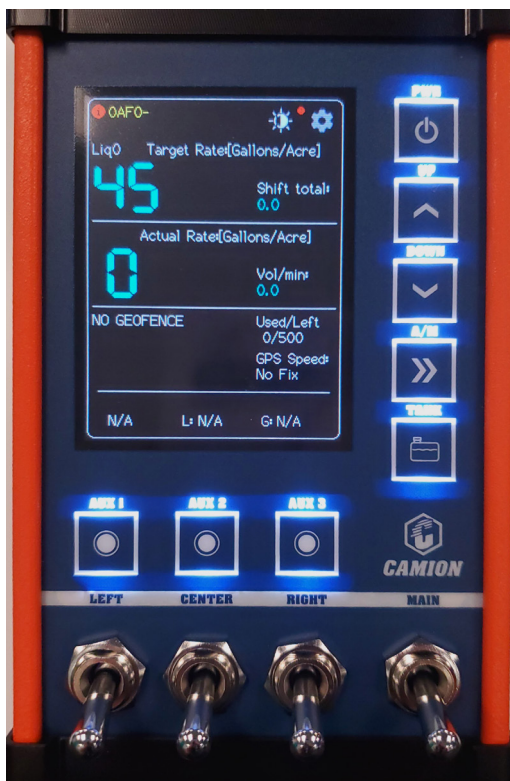 OAFO-
Liq0 Target Rate:[Gallons/Acre]
45
Shift total:
0.0
Actual Rate:[Gallons/Acre]
0
Vol/min:
0.0
NO GEOFENCE
Used/Left
0/500
GPS Speed:
No Fix
N/A L: N/A G: N/A
PWR
UP
DOWN
A/M
TANK
AUX 1 AUX 2 AUX 3
CAMION
LEFT CENTER RIGHT MAIN